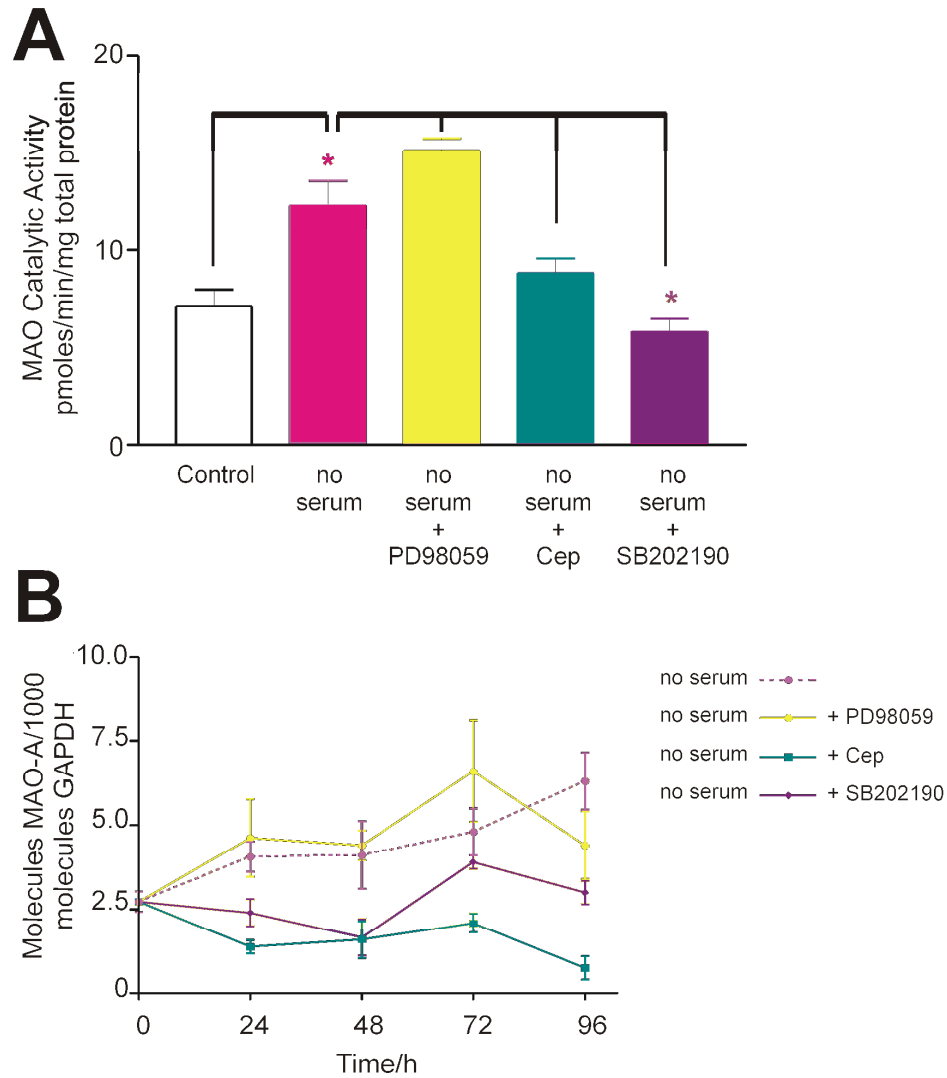 A
MAO Catalytic Activity
pmoles/min/mg total protein
20
10
0
*
*
Control
no
serum
no
serum
+
PD98059
no
serum
+
Cep
no
serum
+
SB202190
B
Molecules MAO-A/1000
molecules GAPDH
10.0
7.5
5.0
2.5
0
0 24 48 72 96
Time/h
no serum
no serum + PD98059
no serum + Cep
no serum + SB202190